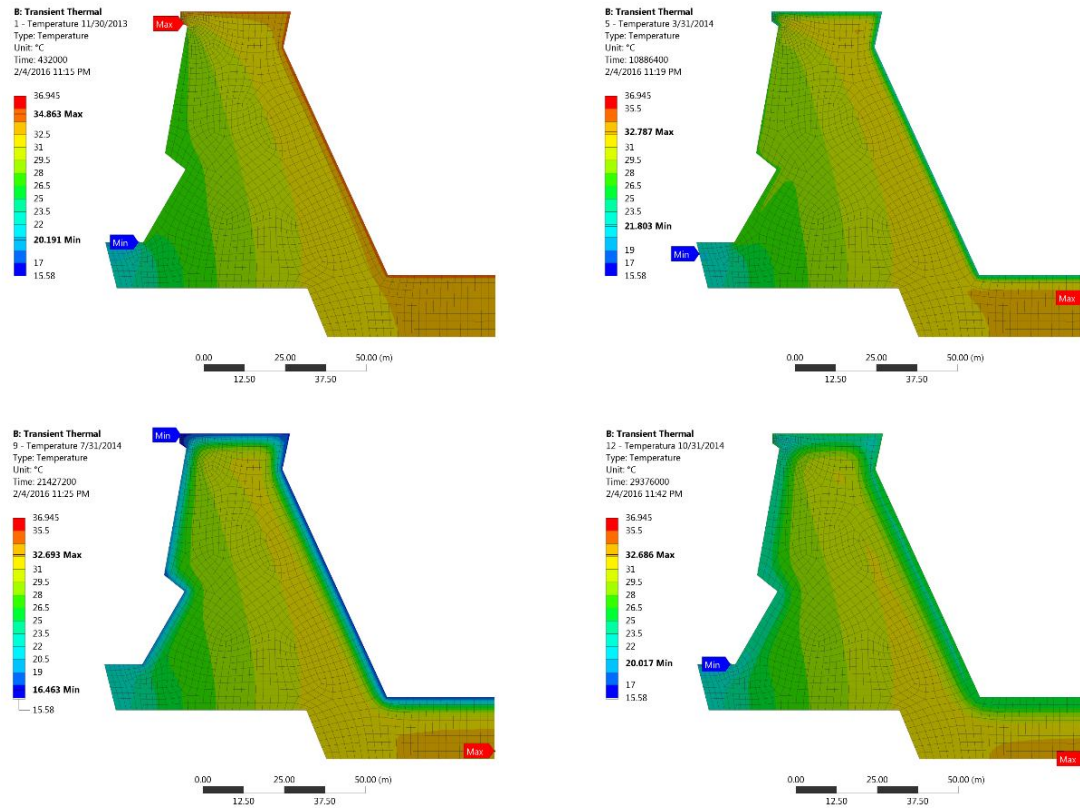 B: Transient Thermal
1 - Temperature 11/30/2013
Type: Temperature
Unit: °C
Time: 432000
2/4/2016 11:15 PM
36.945
34.863 Max
32.5
31
29.5
28
26.5
25
23.5
22
20.191 Min
17
15.58
Max
Min
0.00 25.00 50.00 (m)
12.50 37.50
B: Transient Thermal
5 - Temperature 3/31/2014
Type: Temperature
Unit: °C
Time: 10886400
2/4/2016 11:19 PM
36.945
35.5
32.787 Max
31
29.5
28
26.5
25
23.5
21.803 Min
19
17
15.58
Min
Max
0.00 25.00 50.00 (m)
12.50 37.50
B: Transient Thermal
9 - Temperature 7/31/2014
Type: Temperature
Unit: °C
Time: 21427200
2/4/2016 11:25 PM
36.945
35.5
32.693 Max
31
29.5
28
26.5
25
23.5
22
20.5
19
16.463 Min
15.58
Min
Max
0.00 25.00 50.00 (m)
12.50 37.50
B: Transient Thermal
12 - Temperatura 10/31/2014
Type: Temperature
Unit: °C
Time: 29376000
2/4/2016 11:42 PM
36.945
35.5
32.686 Max
31
29.5
28
26.5
25
23.5
22
20.017 Min
17
15.58
Min
Max
0.00 25.00 50.00 (m)
12.50 37.50